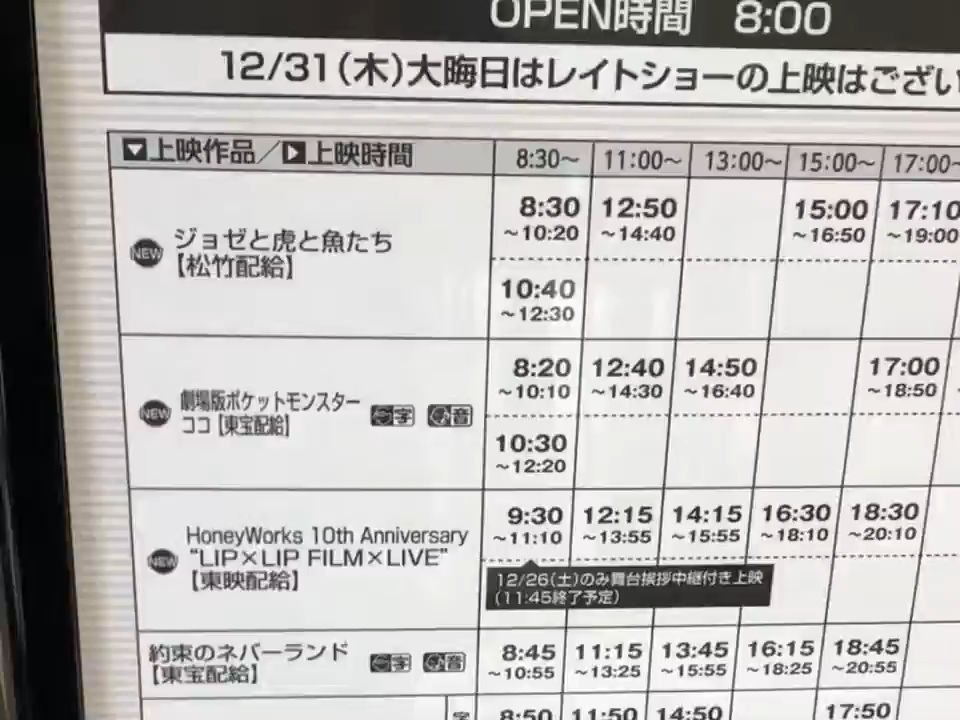 OPEN時間 8:00
12/31(木)大晦日はレイトショーの上映はござい
▼上映作品／▶上映時間 8:30〜 11:00〜 13:00〜 15:00〜 17:00〜
NEW ジョゼと虎と魚たち
【松竹配給】
8:30 12:50 15:00 17:10
〜10:20 〜14:40 〜16:50 〜19:00
10:40
〜12:30
NEW 劇場版ポケットモンスター
ココ【東宝配給】 字 音
8:20 12:40 14:50 17:00
〜10:10 〜14:30 〜16:40 〜18:50
10:30
〜12:20
NEW HoneyWorks 10th Anniversary
"LIP×LIP FILM×LIVE"
【東映配給】
9:30 12:15 14:15 16:30 18:30
〜11:10 〜13:55 〜15:55 〜18:10 〜20:10
12/26(土)のみ舞台挨拶中継付き上映
(11:45終了予定)
約束のネバーランド
【東宝配給】 字 音
8:45 11:15 13:45 16:15 18:45
〜10:55 〜13:25 〜15:55 〜18:25 〜20:55
字 8:50 11:50 14:50 17:50